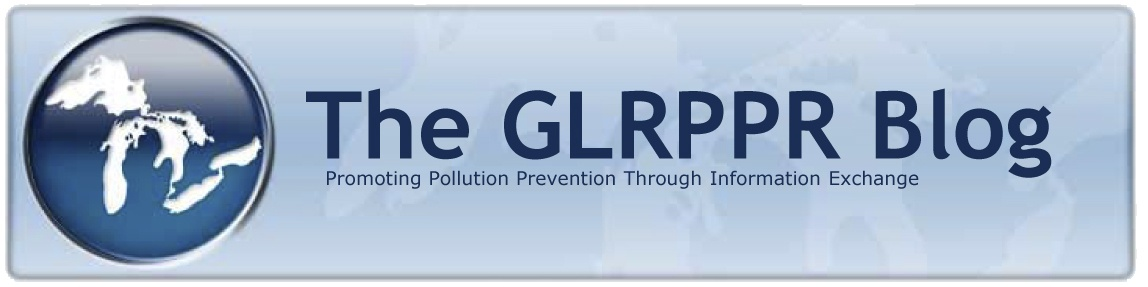 The GLRPPR Blog
Promoting Pollution Prevention Through Information Exchange